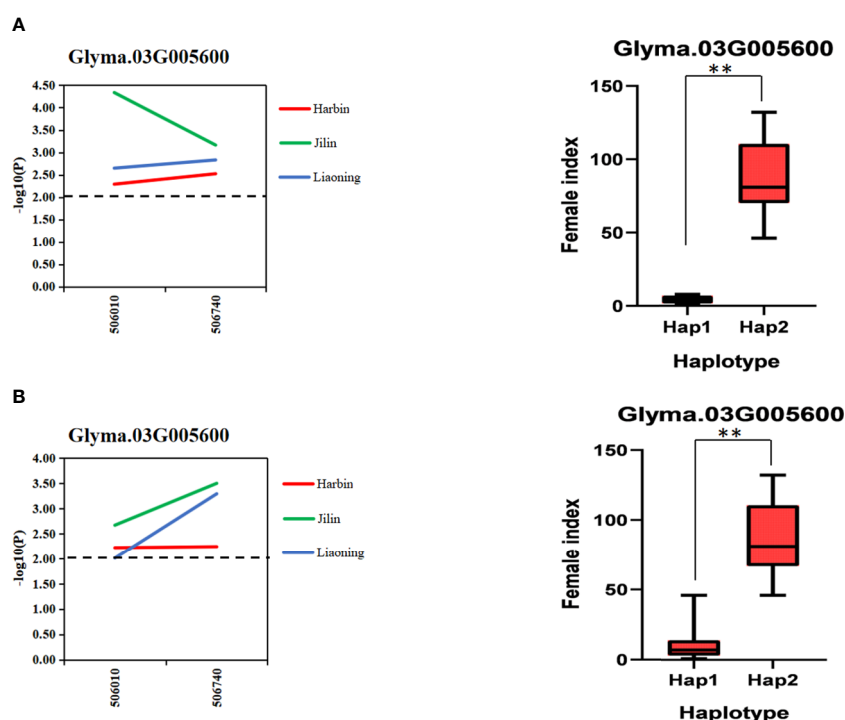 A
Glyma.03G005600
4.50
4.00
3.50
3.00
2.50
2.00
1.50
1.00
0.50
0.00
-log10(P)
506010
506740
Harbin
Jilin
Liaoning
Glyma.03G005600
**
150
100
50
0
Female index
Hap1 Hap2
Haplotype
B
Glyma.03G005600
4.00
3.50
3.00
2.50
2.00
1.50
1.00
0.50
0.00
-log10(P)
506010
506740
Harbin
Jilin
Liaoning
Glyma.03G005600
**
150
100
50
0
Female index
Hap1 Hap2
Haplotype